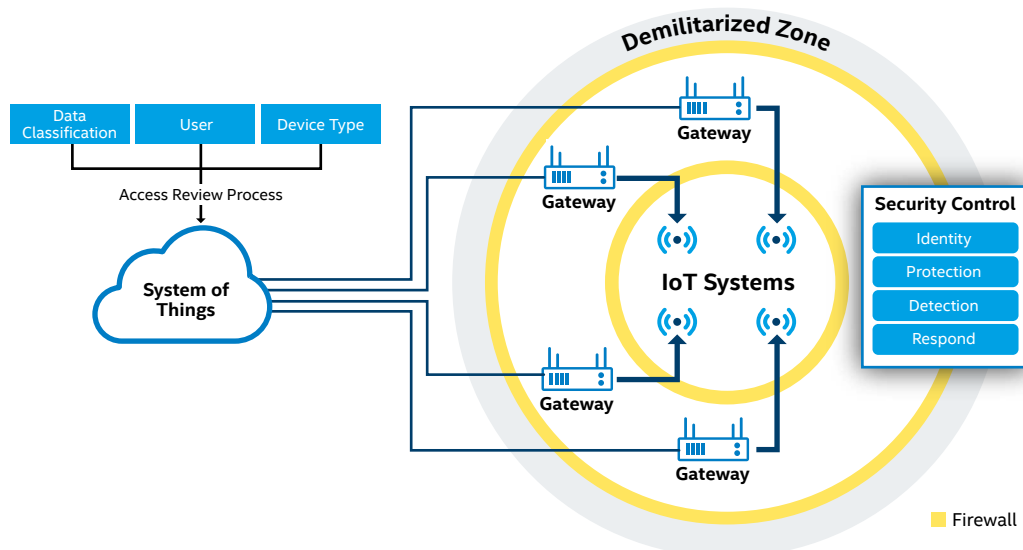 Demilitarized Zone
Data
Classification
User
Device Type
Access Review Process
System of
Things
Gateway
Gateway
IoT Systems
Gateway
Gateway
Security Control
Identity
Protection
Detection
Respond
Firewall